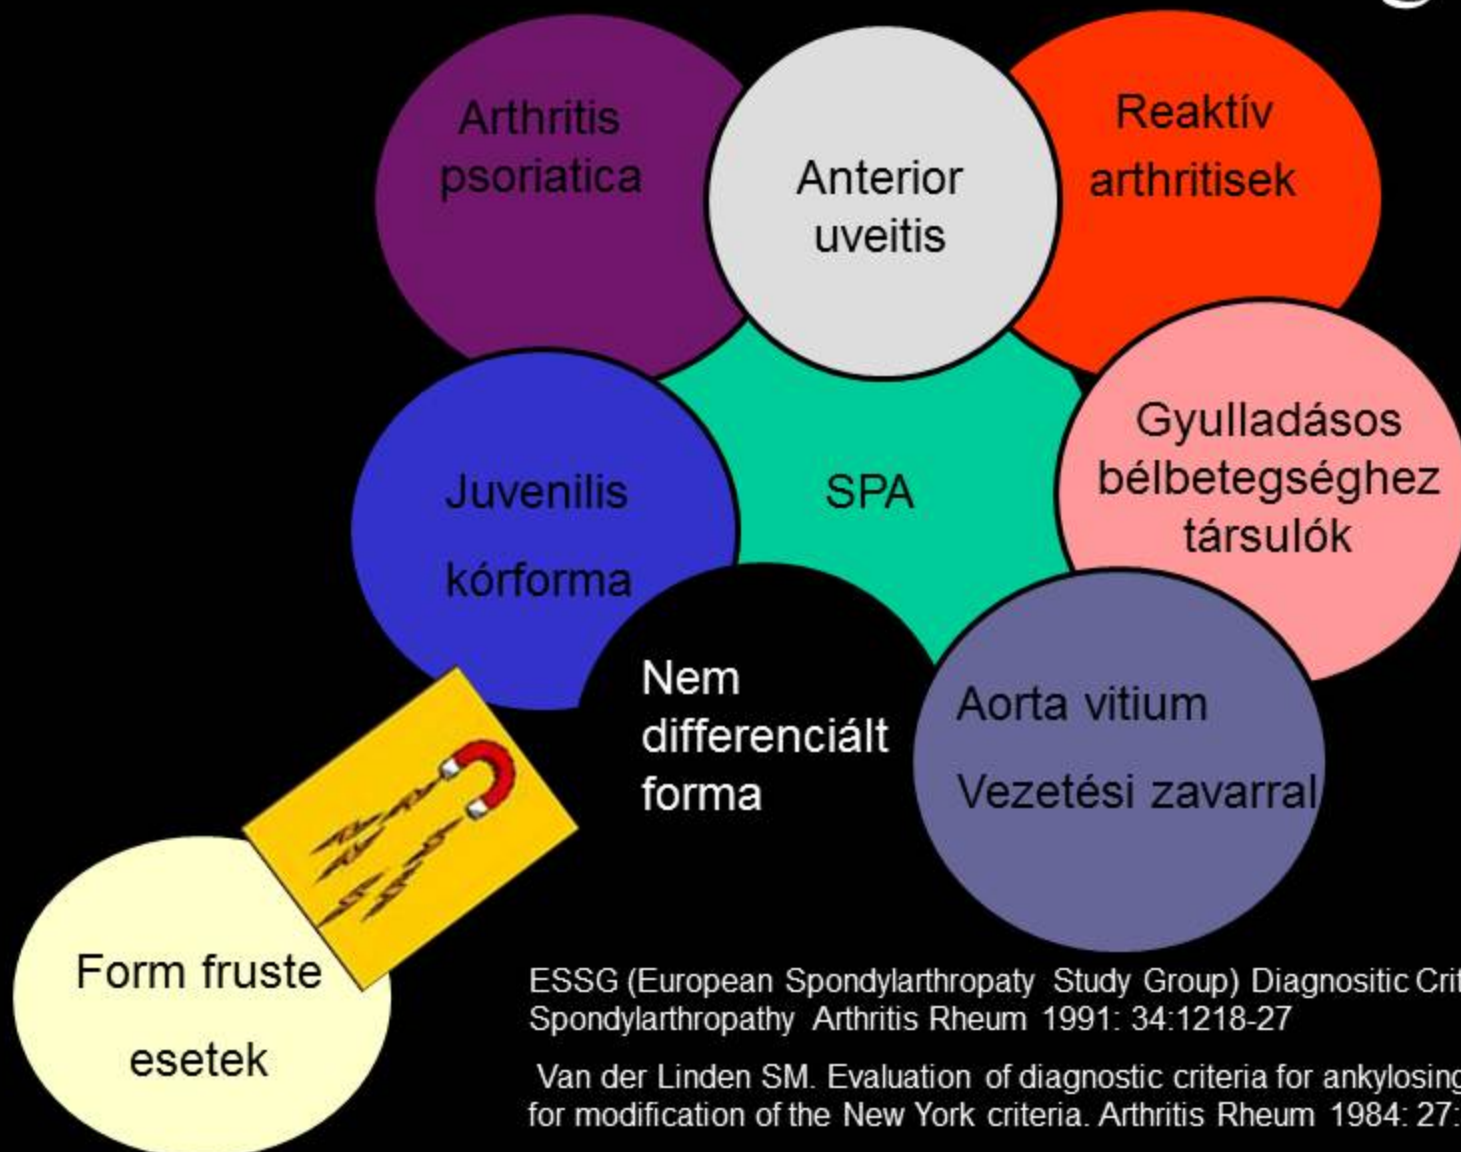 Arthritis
psoriatica
Anterior
uveitis
Reaktív
arthritisek
Juvenilis
kórforma
SPA
Gyulladásos
bélbetegséghez
társulók
Nem
differenciált
forma
Aorta vitium
Vezetési zavarral
Form fruste
esetek
ESSG (European Spondylarthropaty Study Group) Diagnositic
Spondylarthropathy Arthritis Rheum 1991: 34:1218-27
Van der Linden SM. Evaluation of diagnostic criteria for ankylosing
for modification of the New York criteria. Arthritis Rheum 1984: 27: